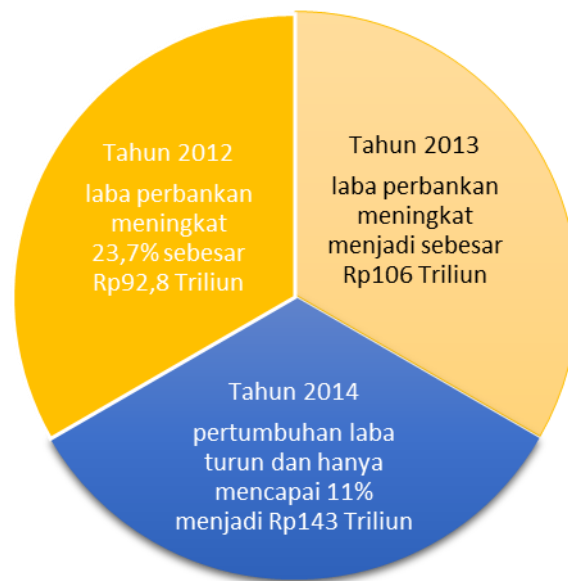 Tahun 2012
laba perbankan
meningkat
23,7% sebesar
Rp92,8 Triliun
Tahun 2013
laba perbankan
meningkat
menjadi sebesar
Rp106 Triliun
Tahun 2014
pertumbuhan laba
turun dan hanya
mencapai 11%
menjadi Rp143 Triliun